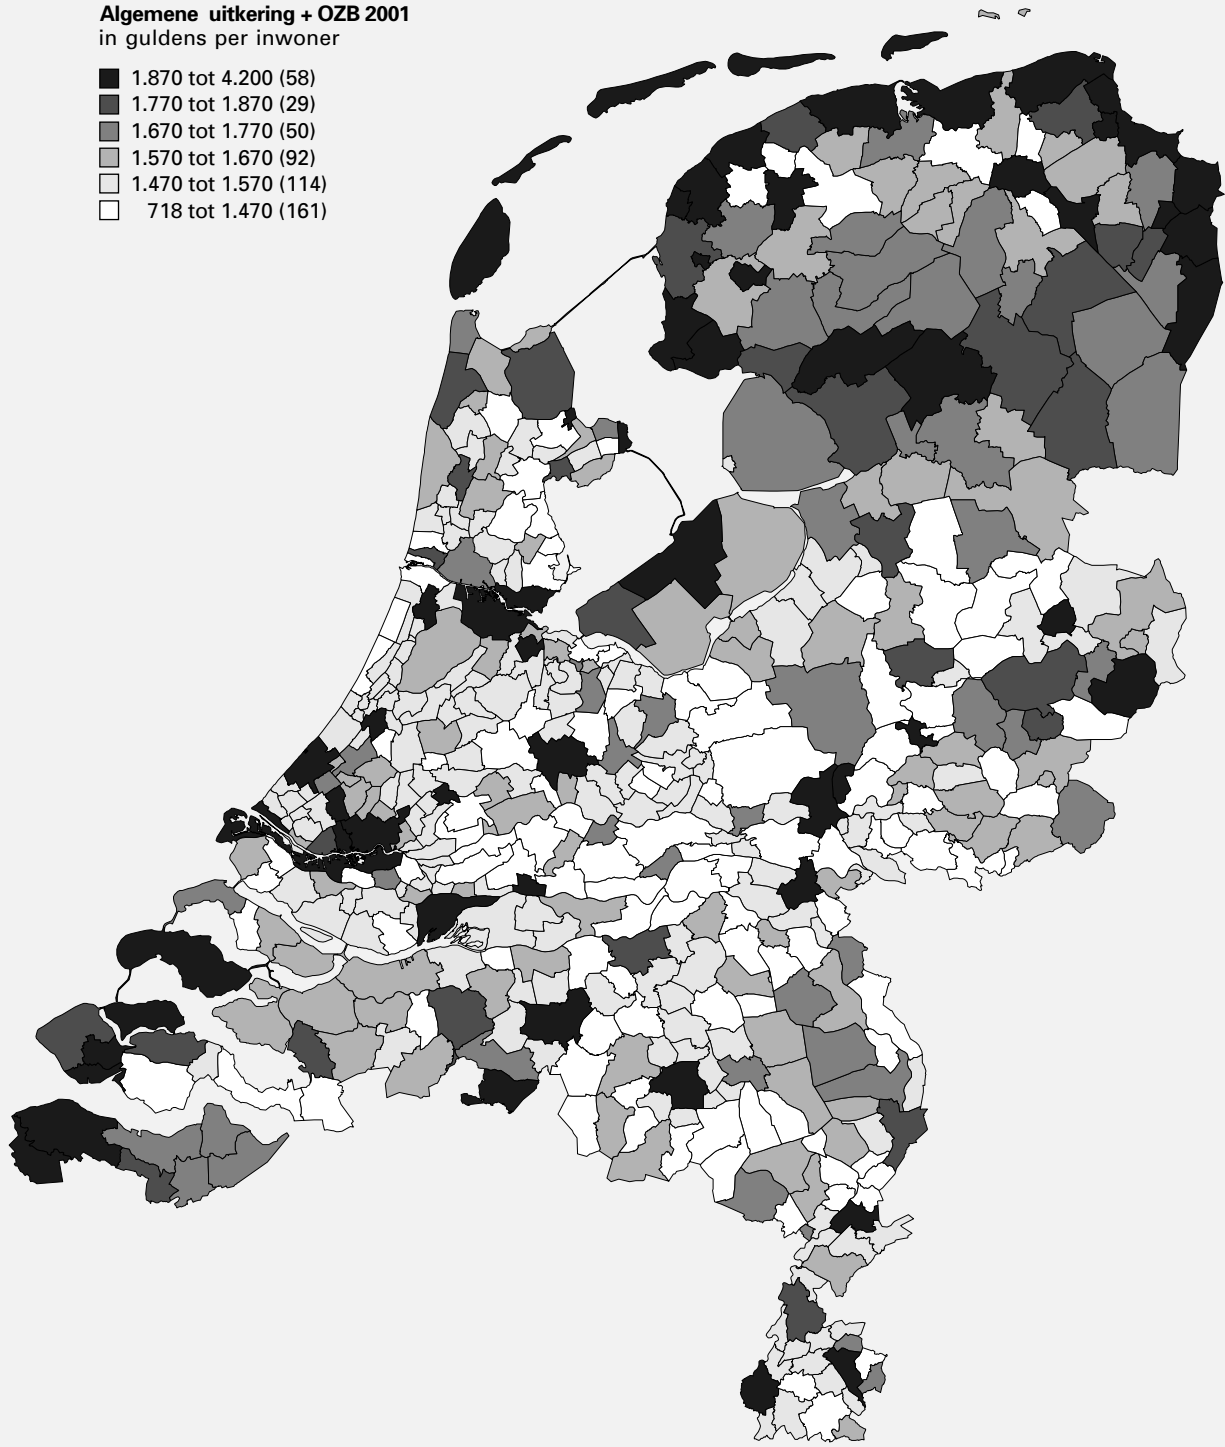 Algemene uitkering + OZB 2001
in guldens per inwoner
1.870 tot 4.200 (58)
1.770 tot 1.870 (29)
1.670 tot 1.770 (50)
1.570 tot 1.670 (92)
1.470 tot 1.570 (114)
718 tot 1.470 (161)